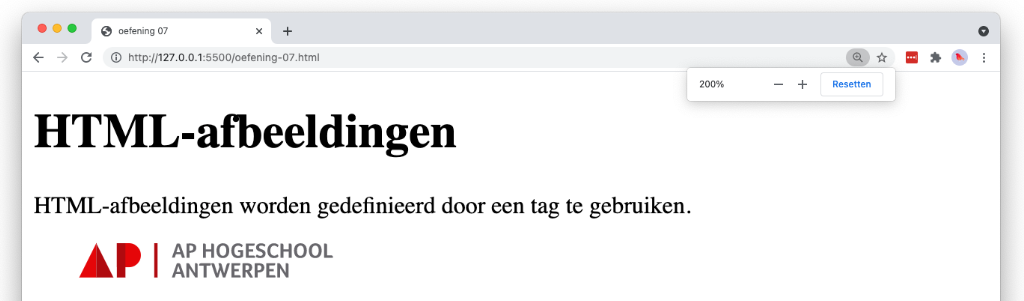 oefening 07
http://127.0.0.1:5500/oefening-07.html
200%
Resetten
HTML-afbeeldingen
HTML-afbeeldingen worden gedefinieerd door een tag te gebruiken.
AP
AP HOGESCHOOL
ANTWERPEN